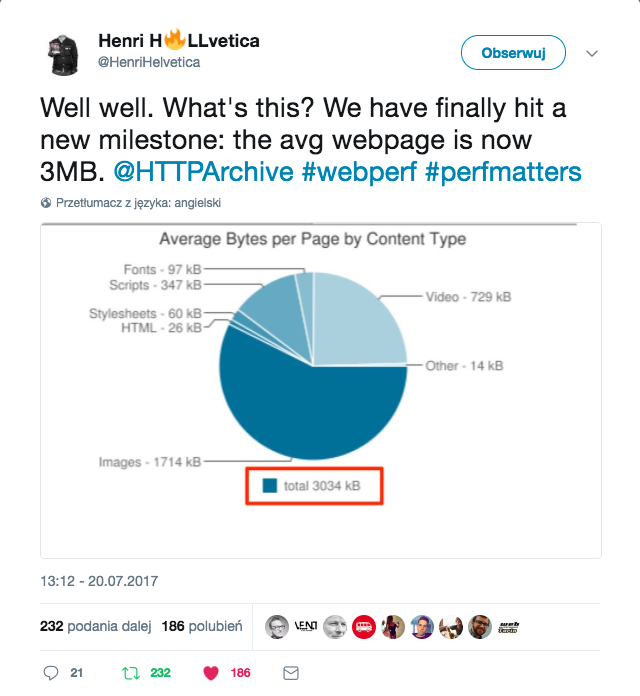 Henri H🔥LLvetica
@HenriHelvetica
Obserwuj
Well well. What's this? We have finally hit a
new milestone: the avg webpage is now
3MB. @HTTPArchive #webperf #perfmatters
Przetłumacz z języka: angielski
Average Bytes per Page by Content Type
Fonts - 97 kB
Scripts - 347 kB
Stylesheets - 60 kB
HTML - 26 kB
Video - 729 kB
Other - 14 kB
Images - 1714 kB
total 3034 kB
13:12 - 20.07.2017
232 podania dalej 186 polubień
21 232 186